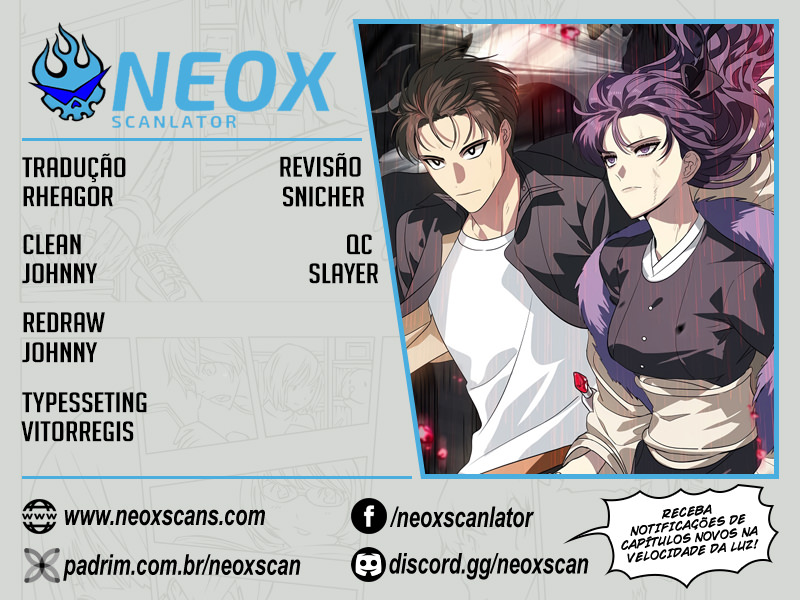 NEOX
SCANLATOR
TRADUÇÃO
RHEAGOR
REVISÃO
SNICHER
CLEAN
JOHNNY
QC
SLAYER
REDRAW
JOHNNY
TYPESSETING
VITORREGIS
www
www.neoxscans.com
f /neoxscanlator
padrim.com.br/neoxscan
discord.gg/neoxscan
RECEBA
NOTIFICAÇÕES DE
CAPÍTULOS NOVOS NA
VELOCIDADE DA LUZ!